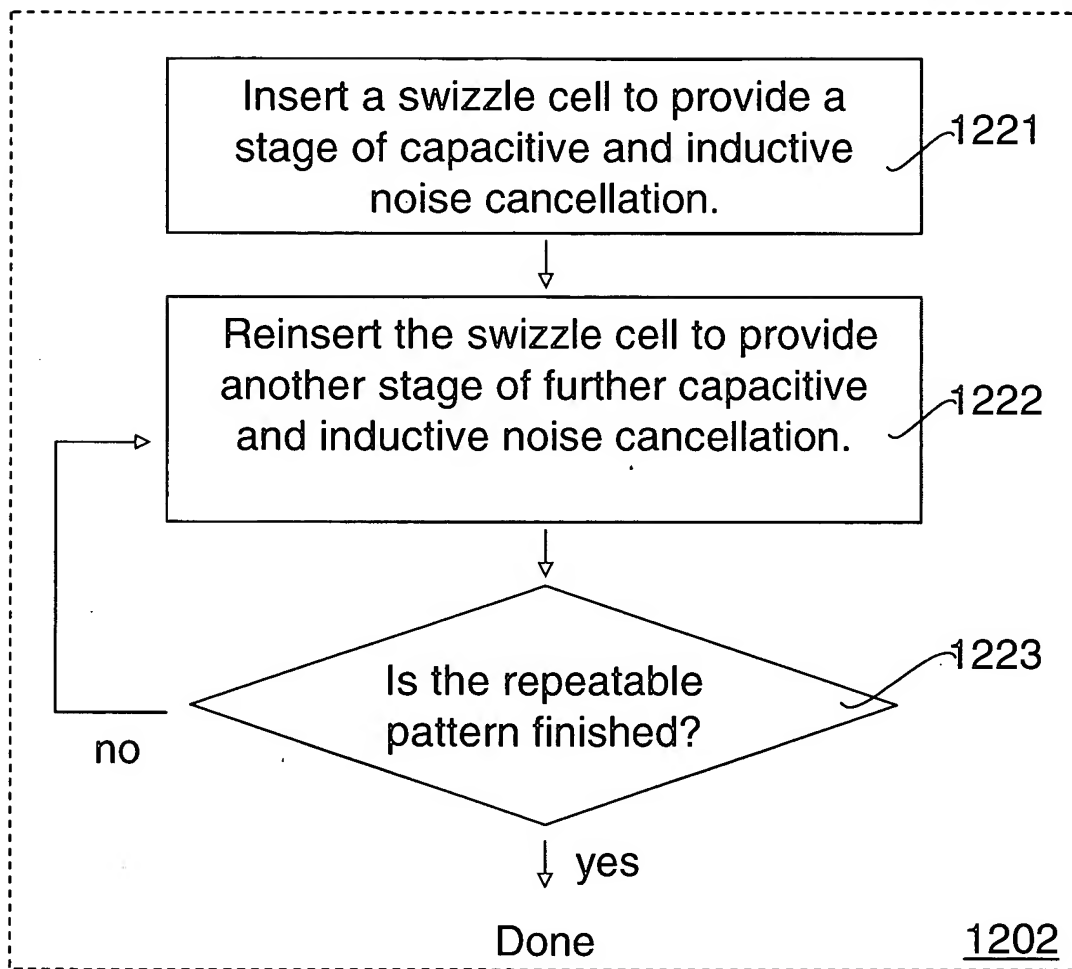 Insert a swizzle cell to provide a
stage of capacitive and inductive
noise cancellation.
1221
Reinsert the swizzle cell to provide
another stage of further capacitive
and inductive noise cancellation.
1222
Is the repeatable
pattern finished?
1223
no
yes
Done
1202